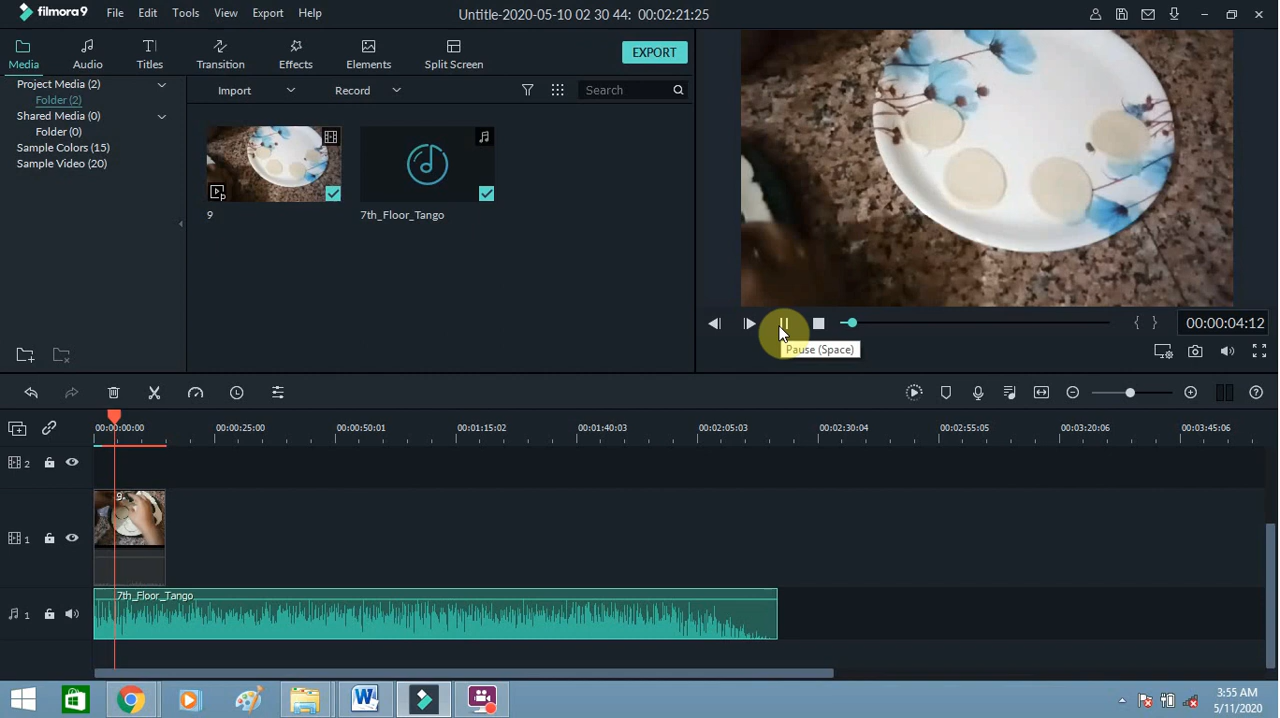 filmora9 File Edit Tools View Export Help Untitle-2020-05-10 02 30 44: 00:02:21:25
Media Audio Titles Transition Effects Elements Split Screen EXPORT
Project Media (2)
Folder (2)
Shared Media (0)
Folder (0)
Sample Colors (15)
Sample Video (20)
Import Record Search
9 7th_Floor_Tango
00:00:04:12
Pause (Space)
00:00:00:00 00:00:25:00 00:00:50:01 00:01:15:02 00:01:40:03 00:02:05:03 00:02:30:04 00:02:55:05 00:03:20:06 00:03:45:06
2
9
1
7th_Floor_Tango
1
3:55 AM
5/11/2020